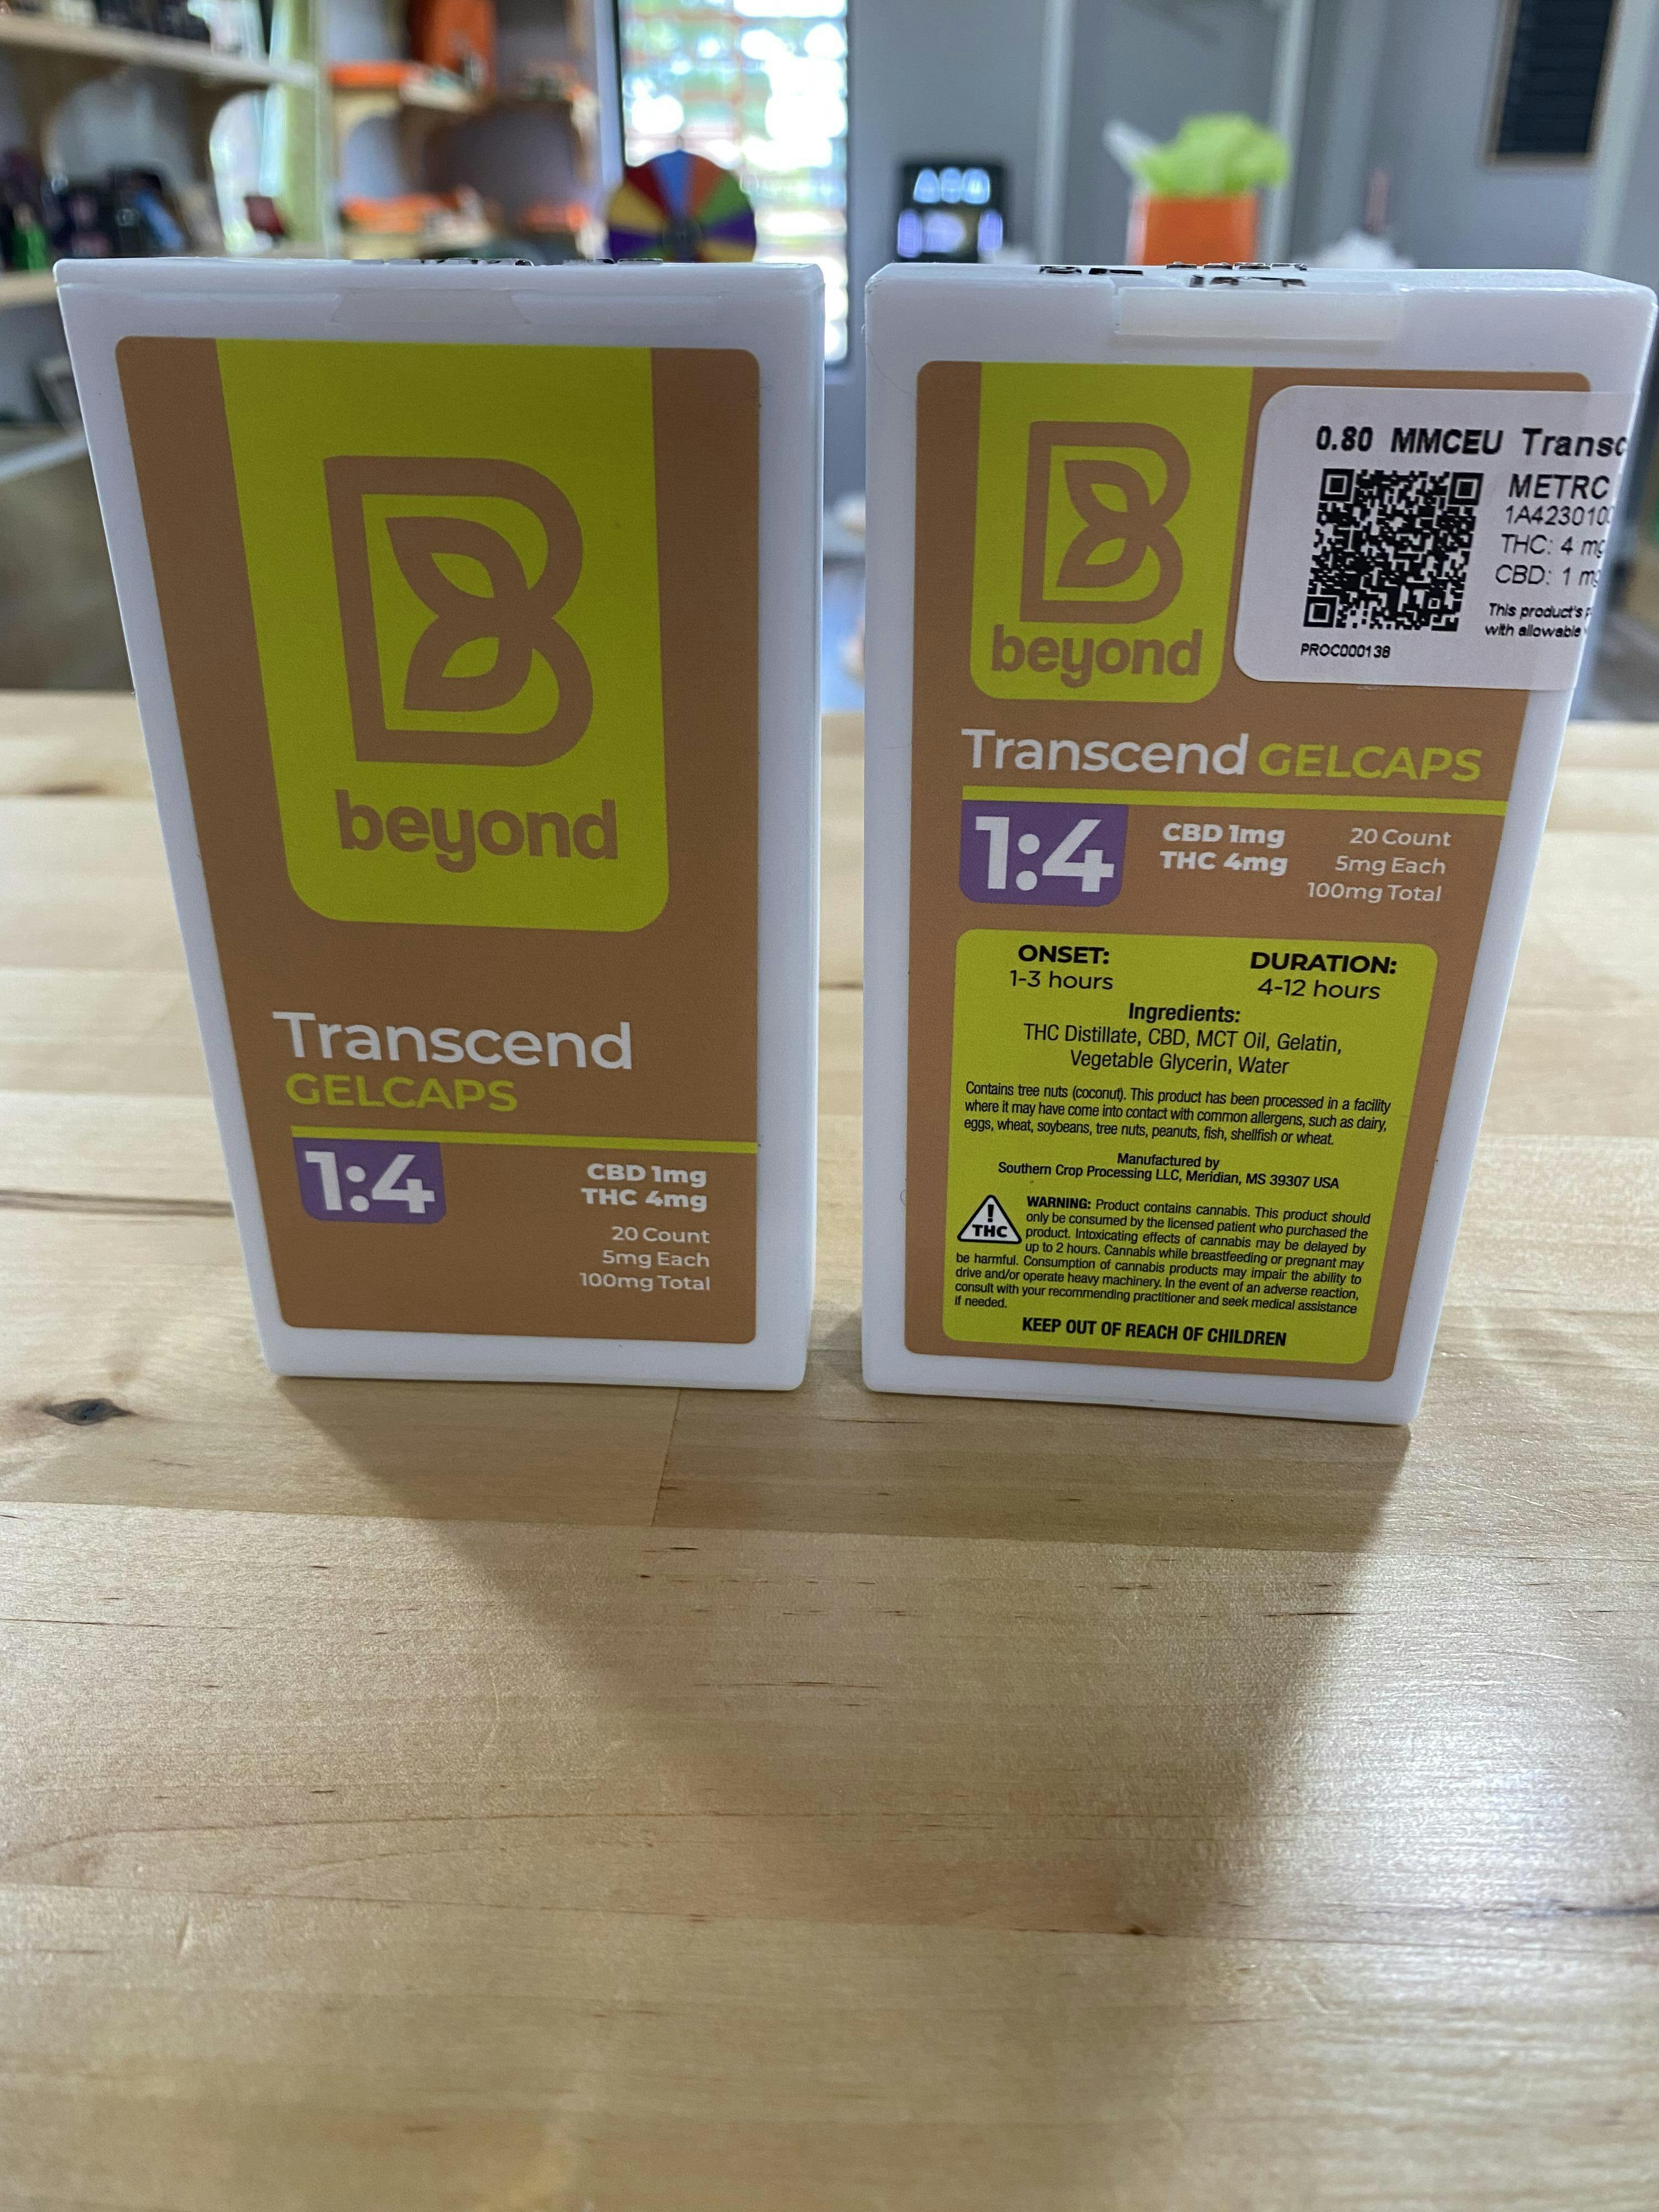 beyond
Transcend
GELCAPS
1:4
CBD 1mg
THC 4mg
20 Count
5mg Each
100mg Total
0.80 MMCEU Transc
METRC
1A4230100
THC: 4 mg
CBD: 1 mg
This product's
with allowable
PROC000138
beyond
Transcend GELCAPS
1:4
CBD 1mg
THC 4mg
20 Count
5mg Each
100mg Total
ONSET:
1-3 hours
DURATION:
4-12 hours
Ingredients:
THC Distillate, CBD, MCT Oil, Gelatin,
Vegetable Glycerin, Water
Contains tree nuts (coconut). This product has been processed in a facility
where it may have come into contact with common allergens, such as dairy,
eggs, wheat, soybeans, tree nuts, peanuts, fish, shellfish or wheat.
Manufactured by
Southern Crop Processing LLC, Meridian, MS 39307 USA
! THC
WARNING: Product contains cannabis. This product should
only be consumed by the licensed patient who purchased the
product. Intoxicating effects of cannabis may be delayed by
up to 2 hours. Cannabis while breastfeeding or pregnant may
be harmful. Consumption of cannabis products may impair the ability to
drive and/or operate heavy machinery. In the event of an adverse reaction,
consult with your recommending practitioner and seek medical assistance
if needed.
KEEP OUT OF REACH OF CHILDREN